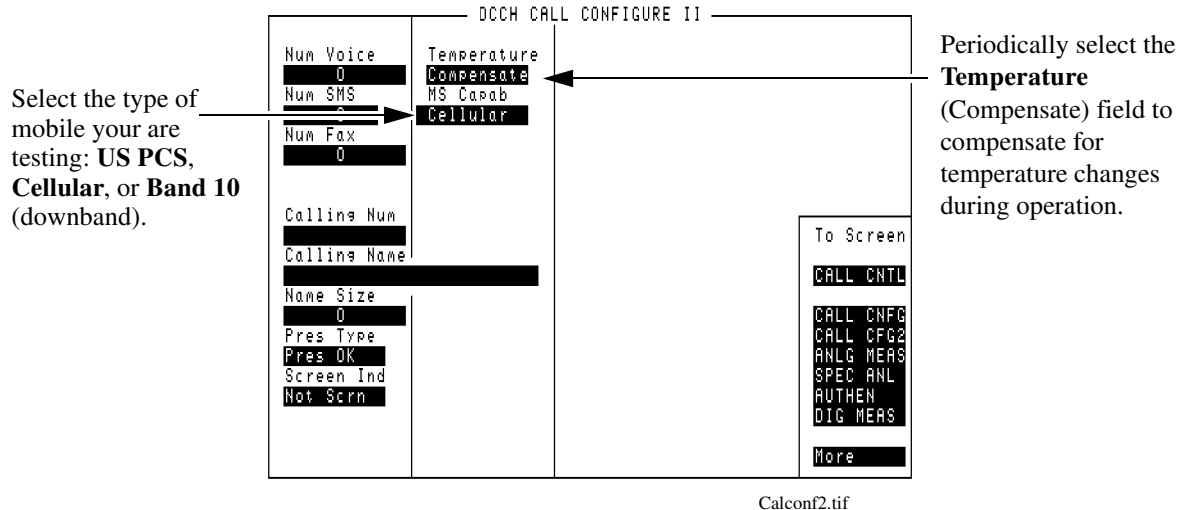 DCCH CALL CONFIGURE II
Select the type of
mobile your are
testing: US PCS,
Cellular, or Band 10
(downband).
Num Voice
0
Num SMS
0
Num Fax
0
Calling Num
Calling Name
Name Size
0
Pres Type
Pres OK
Screen Ind
Not Scrn
Temperature
Compensate
MS Capab
Cellular
To Screen
CALL CNTL
CALL CNFG
CALL CFG2
ANLG MEAS
SPEC ANL
AUTHEN
DIG MEAS
More
Periodically select the
Temperature
(Compensate) field to
compensate for
temperature changes
during operation.
Calconf2.tif